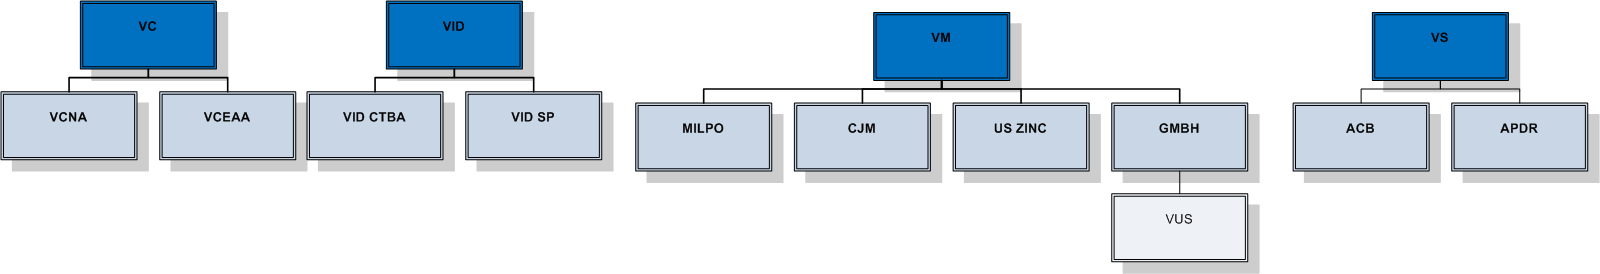 VC
VID
VM
VS
VCNA
VCEAA
VID CTBA
VID SP
MILPO
CJM
US ZINC
GMBH
ACB
APDR
VUS